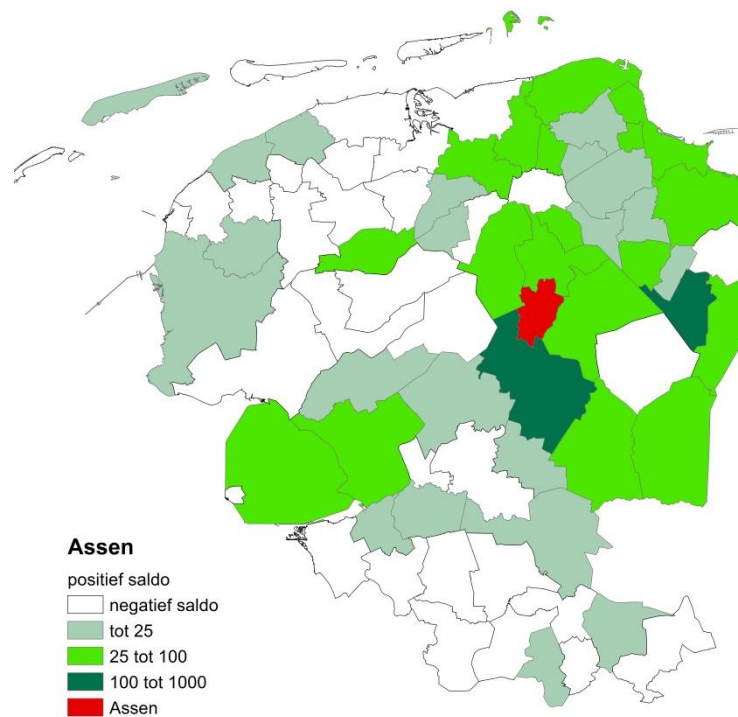 Assen
positief saldo
negatief saldo
tot 25
25 tot 100
100 tot 1000
Assen